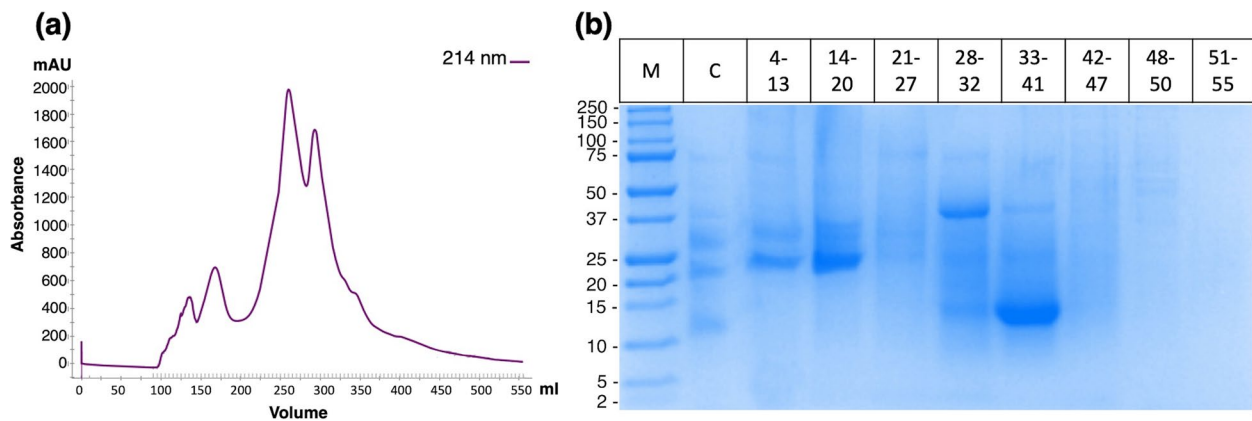 (a)
214 nm
mAU
2000
1800
1600
1400
1200
1000
800
600
400
200
0
Absorbance
0 50 100 150 200 250 300 350 400 450 500 550 ml
Volume
(b)
M C 4- 14- 21- 28- 33- 42- 48- 51-
13 20 27 32 41 47 50 55
250 -
150 -
100 -
75 -
50 -
37 -
25 -
20 -
15 -
10 -
5 -
2 -